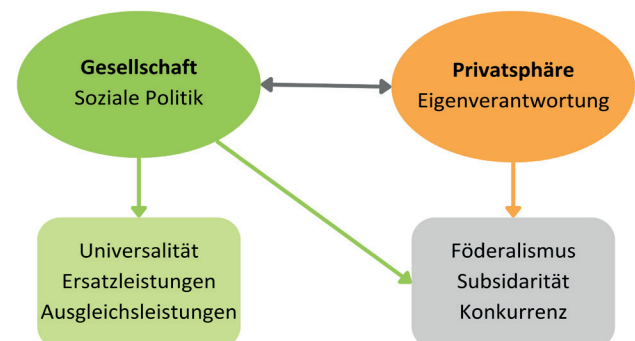 Gesellschaft
Soziale Politik
Privatsphäre
Eigenverantwortung
Universalität
Ersatzleistungen
Ausgleichsleistungen
Föderalismus
Subsidarität
Konkurrenz